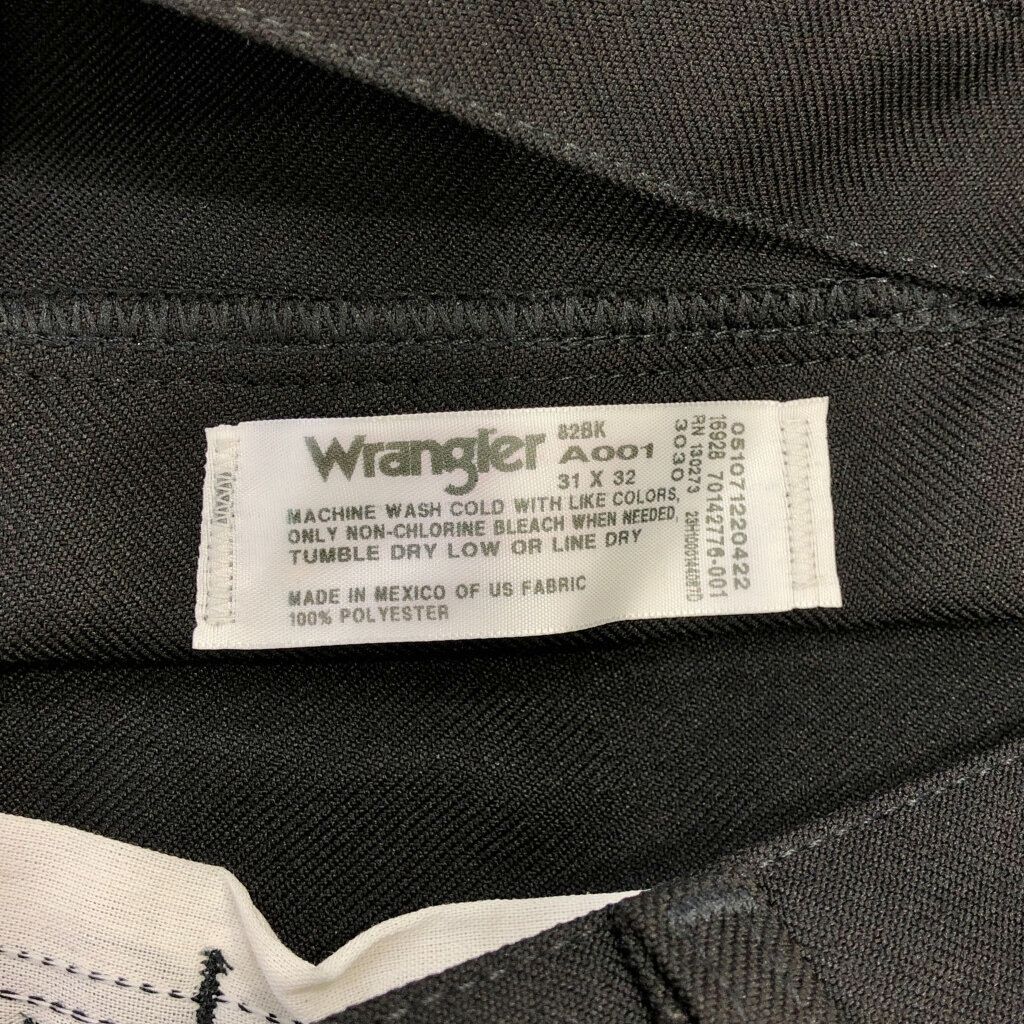 Wrangler
82BK
A001
31 X 32
MACHINE WASH COLD WITH LIKE COLORS,
ONLY NON-CHLORINE BLEACH WHEN NEEDED,
TUMBLE DRY LOW OR LINE DRY
MADE IN MEXICO OF US FABRIC
100% POLYESTER
051071220422
16928 70142776-001
RN 130273
3030